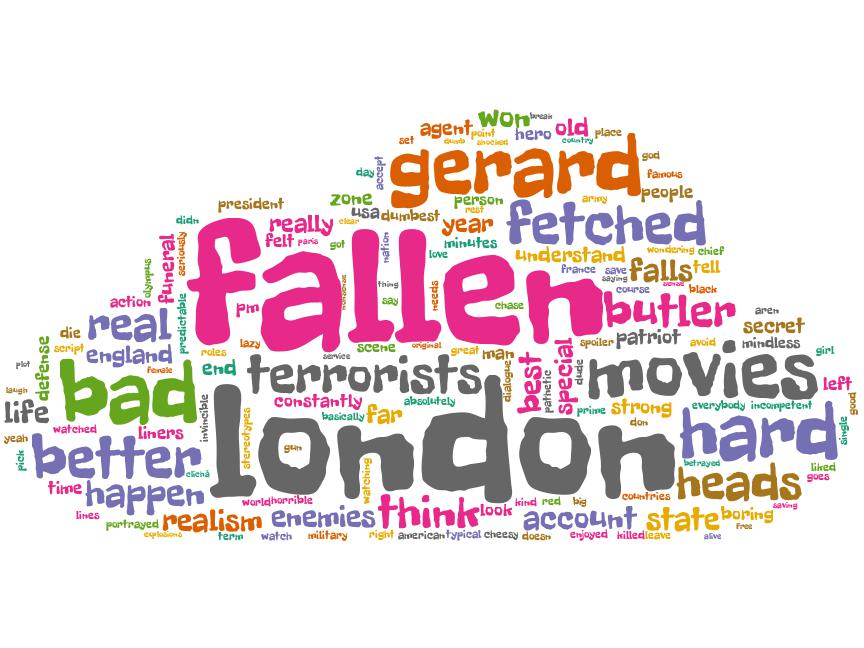 won
break
agent
point
hero
old
place
set
dumb
shocked
country
gerard
god
day
accept
famous
people
president
zone
person
army
usa
dumbest
rest
didn
really
clear
year
fetched
olympus
funeral
seriously
felt
paris
got
nation
love
minutes
understand
wondering
chief
fallen
france
save
falls
tell
saying
sense
action
predictable
pm
nonsense
thing
say
needs
chase
course
black
butler
aren
secret
die
real
defense
script
england
roles
lazy
service
scene
original
great
man
dialogue
best
pathetic
special
dude
spoiler
patriot
avoid
mindless
girl
plot
female
end
terrorists
movies
left
laugh
bad
invincible
constantly
absolutely
basically
far
prime
strong
everybody
incompetent
good
life
watched
liners
stereotypes
don
single
yeah
better
clichã
gun
london
hard
betrayed
pick
watching
liked
goes
time
happen
world
horrible
kind
red
big
countries
heads
saving
lines
portrayed
realism
enemies
think
look
account
state
boring
free
explosions
term
watch
military
right
american
typical
cheesy
doesn
enjoyed
killed
leave
alive